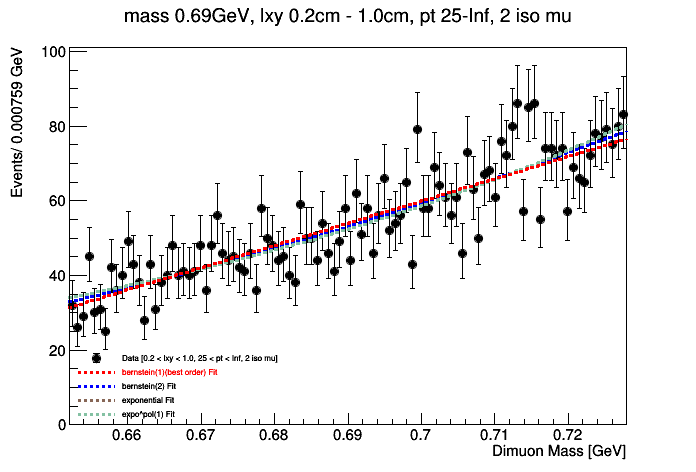 mass 0.69GeV, lxy 0.2cm - 1.0cm, pt 25-Inf, 2 iso mu
Events/ 0.000759 GeV
100
80
60
40
20
0
Data [0.2 < lxy < 1.0, 25 < pt < Inf, 2 iso mu]
bernstein(1)(best order) Fit
bernstein(2) Fit
exponential Fit
expo*pol(1) Fit
0.66 0.67 0.68 0.69 0.7 0.71 0.72
Dimuon Mass [GeV]